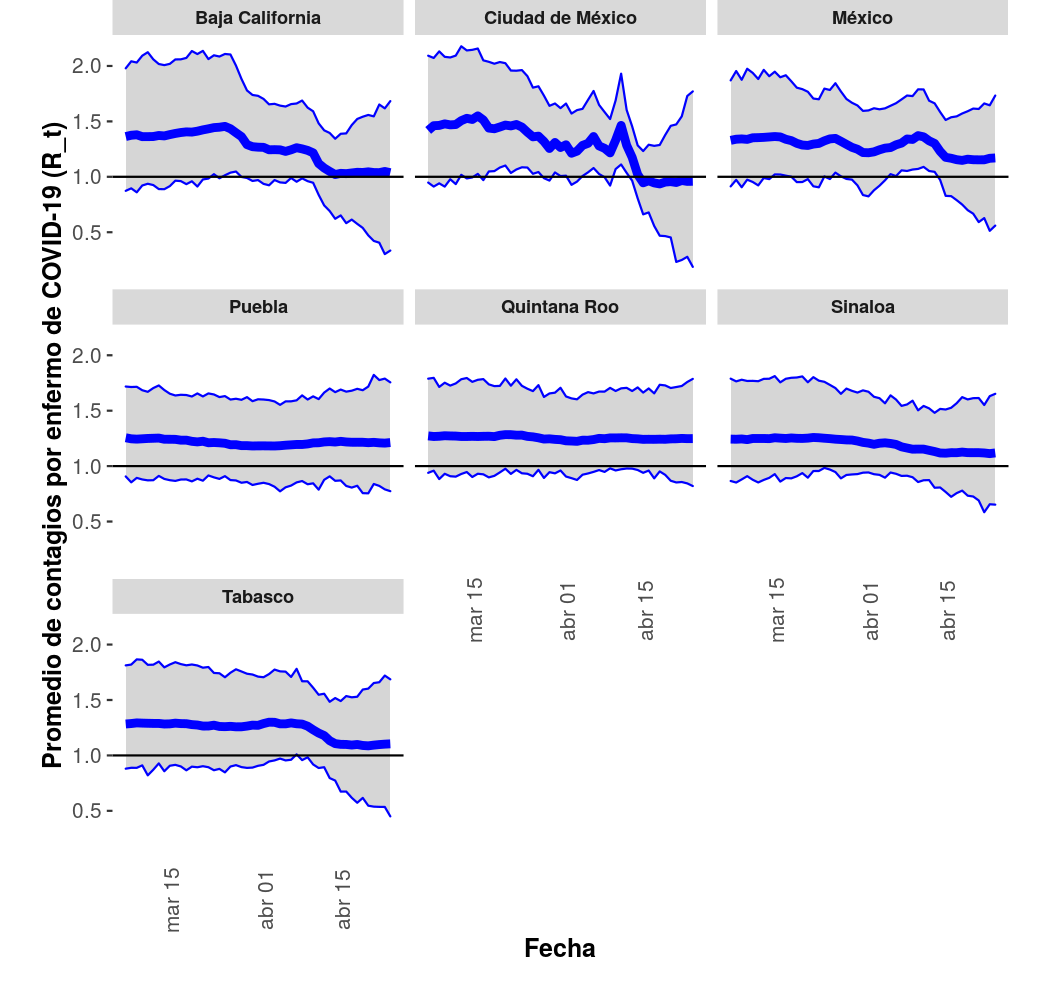 Baja California
Ciudad de México
México
2.0
1.5
1.0
0.5
Puebla
Quintana Roo
Sinaloa
2.0
1.5
1.0
0.5
mar 15
abr 01
abr 15
mar 15
abr 01
abr 15
Tabasco
2.0
1.5
1.0
0.5
mar 15
abr 01
abr 15
Promedio de contagios por enfermo de COVID-19 (R_t)
Fecha